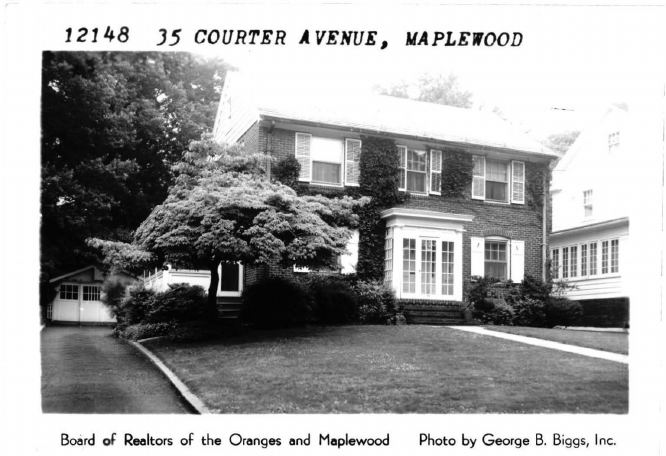 12148 35 COURTER AVENUE, MAPLEWOOD
Board of Realtors of the Oranges and Maplewood Photo by George B. Biggs, Inc.